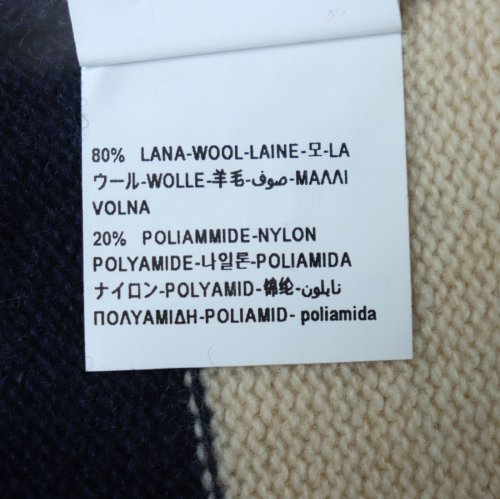 80% LANA-WOOL-LAINE-모-LA
ウール-WOLLE-羊毛-صوف-ΜΑΛΛΙ
VOLNA
20% POLIAMMIDE-NYLON
POLYAMIDE-나일론-POLIAMIDA
ナイロン-POLYAMID-锦纶-نايلون
ΠΟΛΥΑΜΙΔΗ-POLIAMID- poliamida